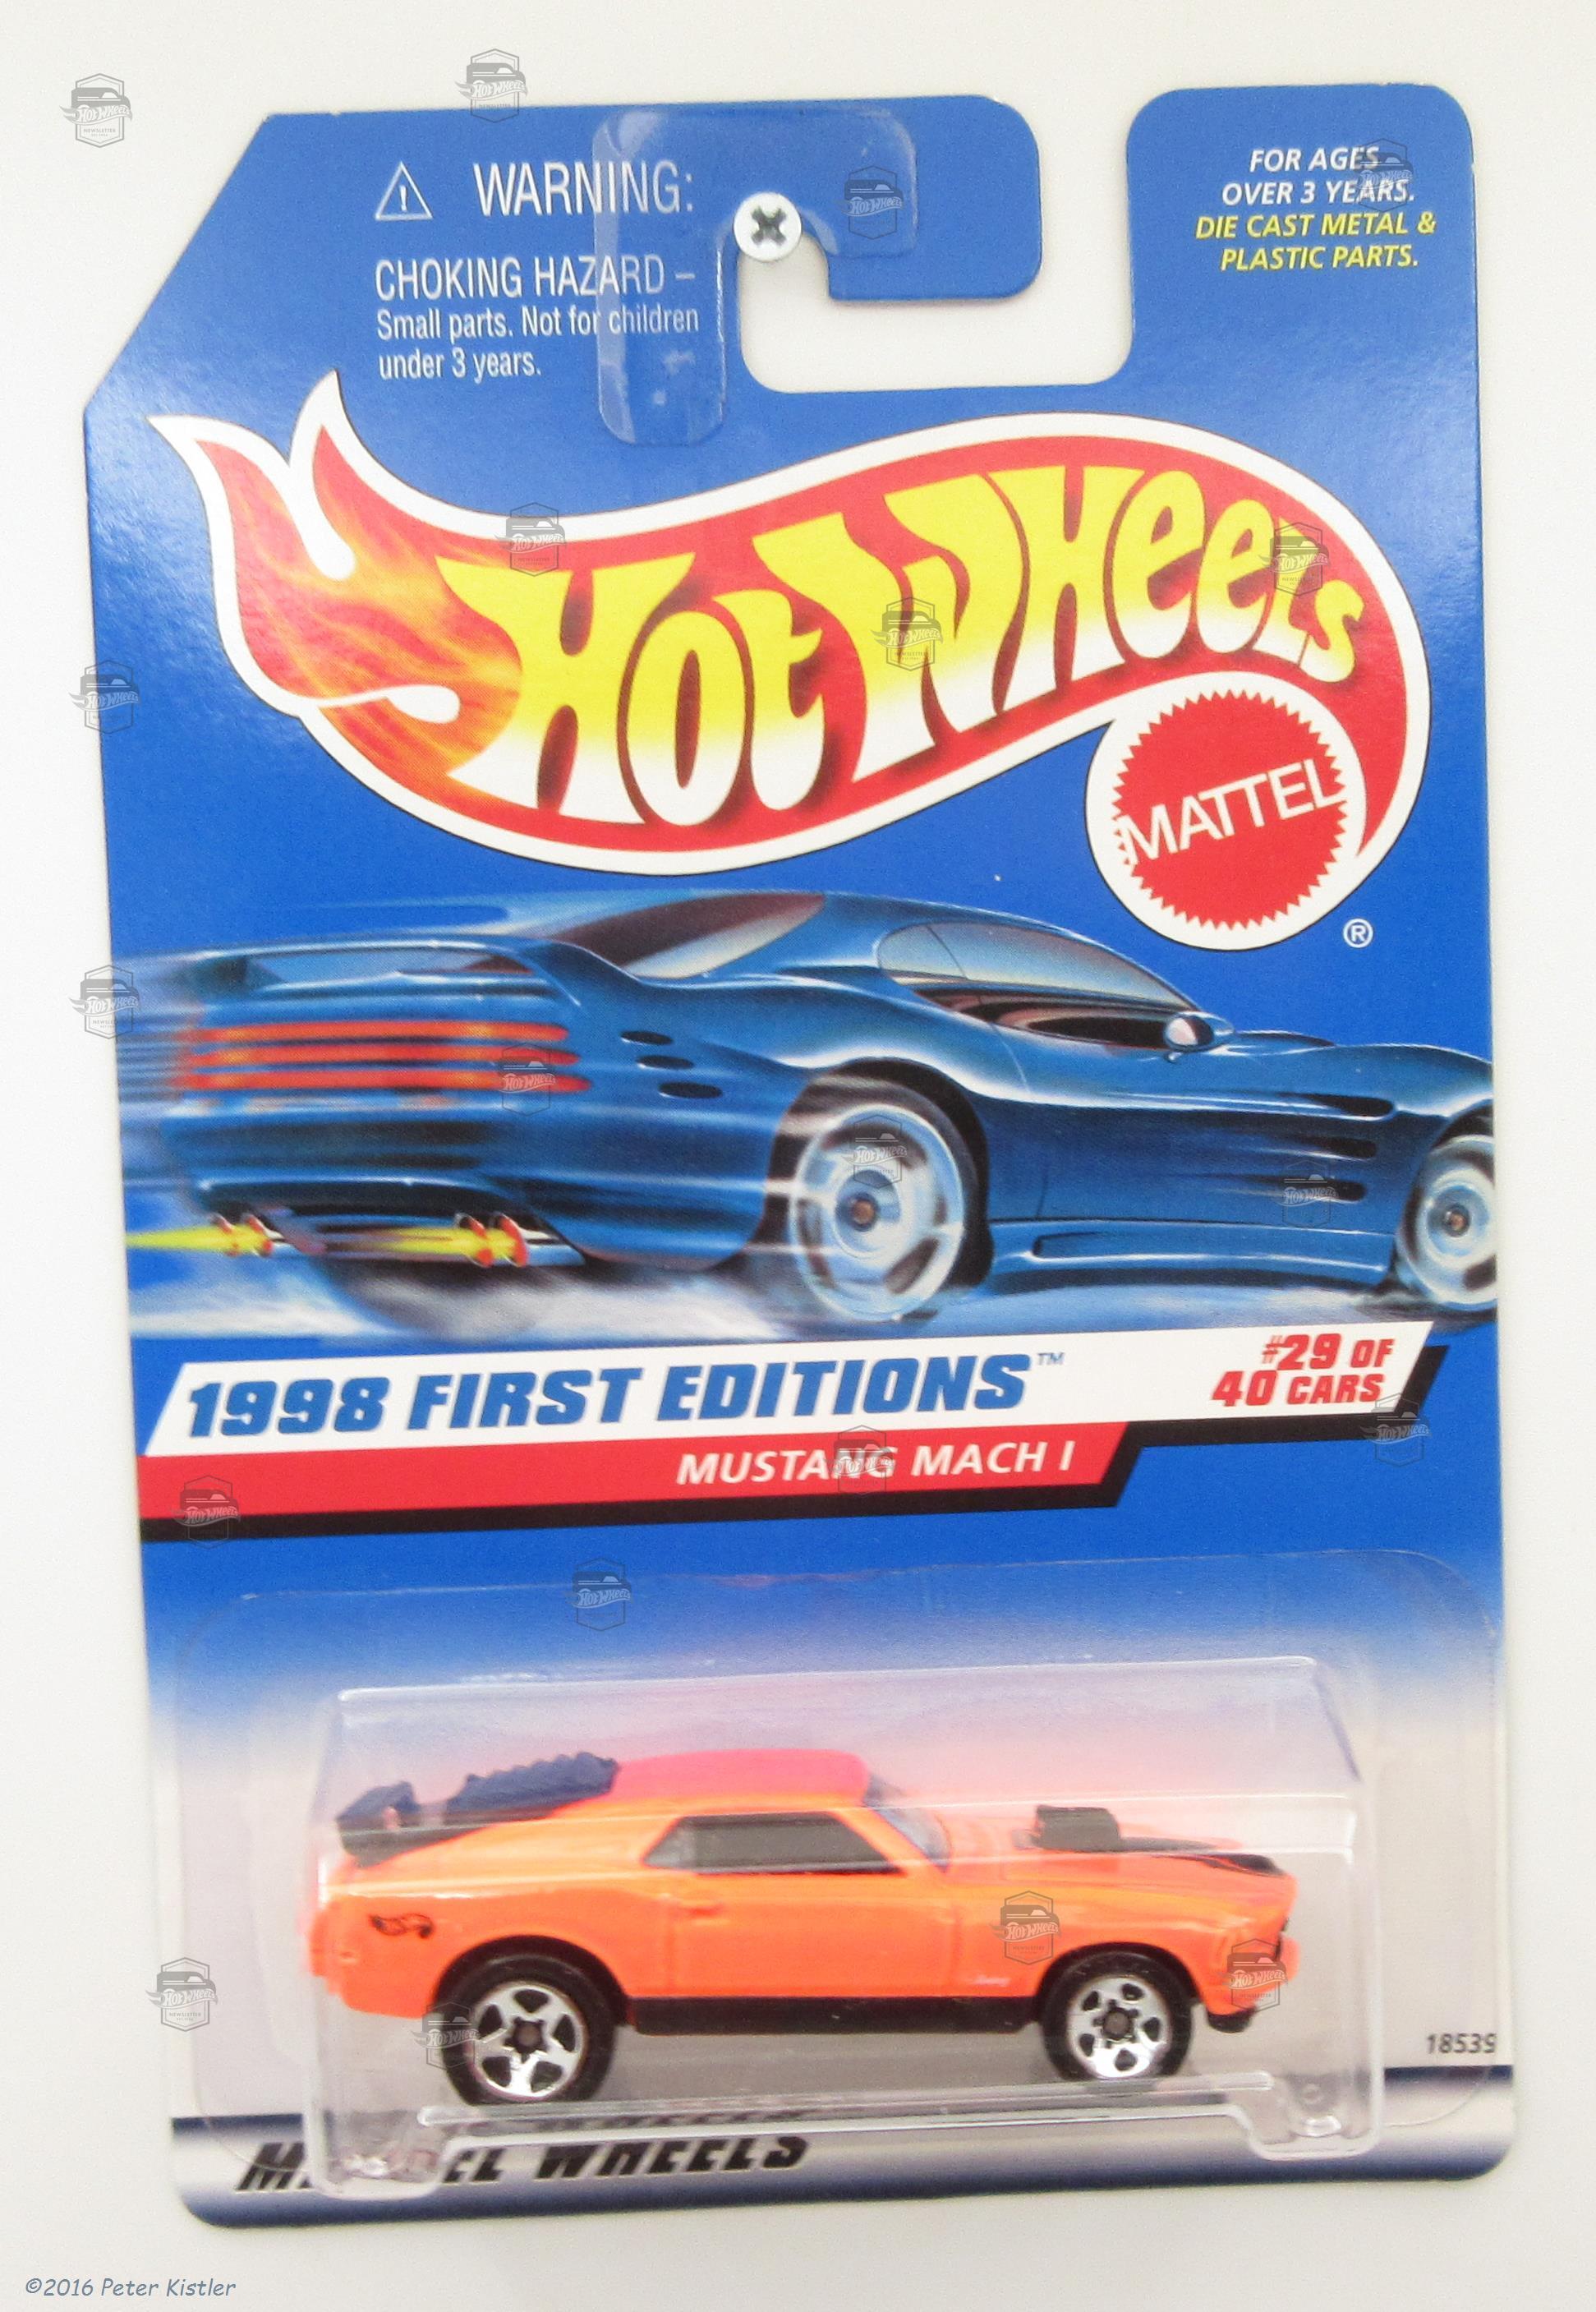 WARNING:
CHOKING HAZARD –
Small parts. Not for children
under 3 years.
FOR AGES
OVER 3 YEARS.
DIE CAST METAL &
PLASTIC PARTS.
Hot Wheels
MATTEL
®
1998 FIRST EDITIONS™
#29 OF
40 CARS
MUSTANG MACH I
18539
WHEELS
©2016 Peter Kistler